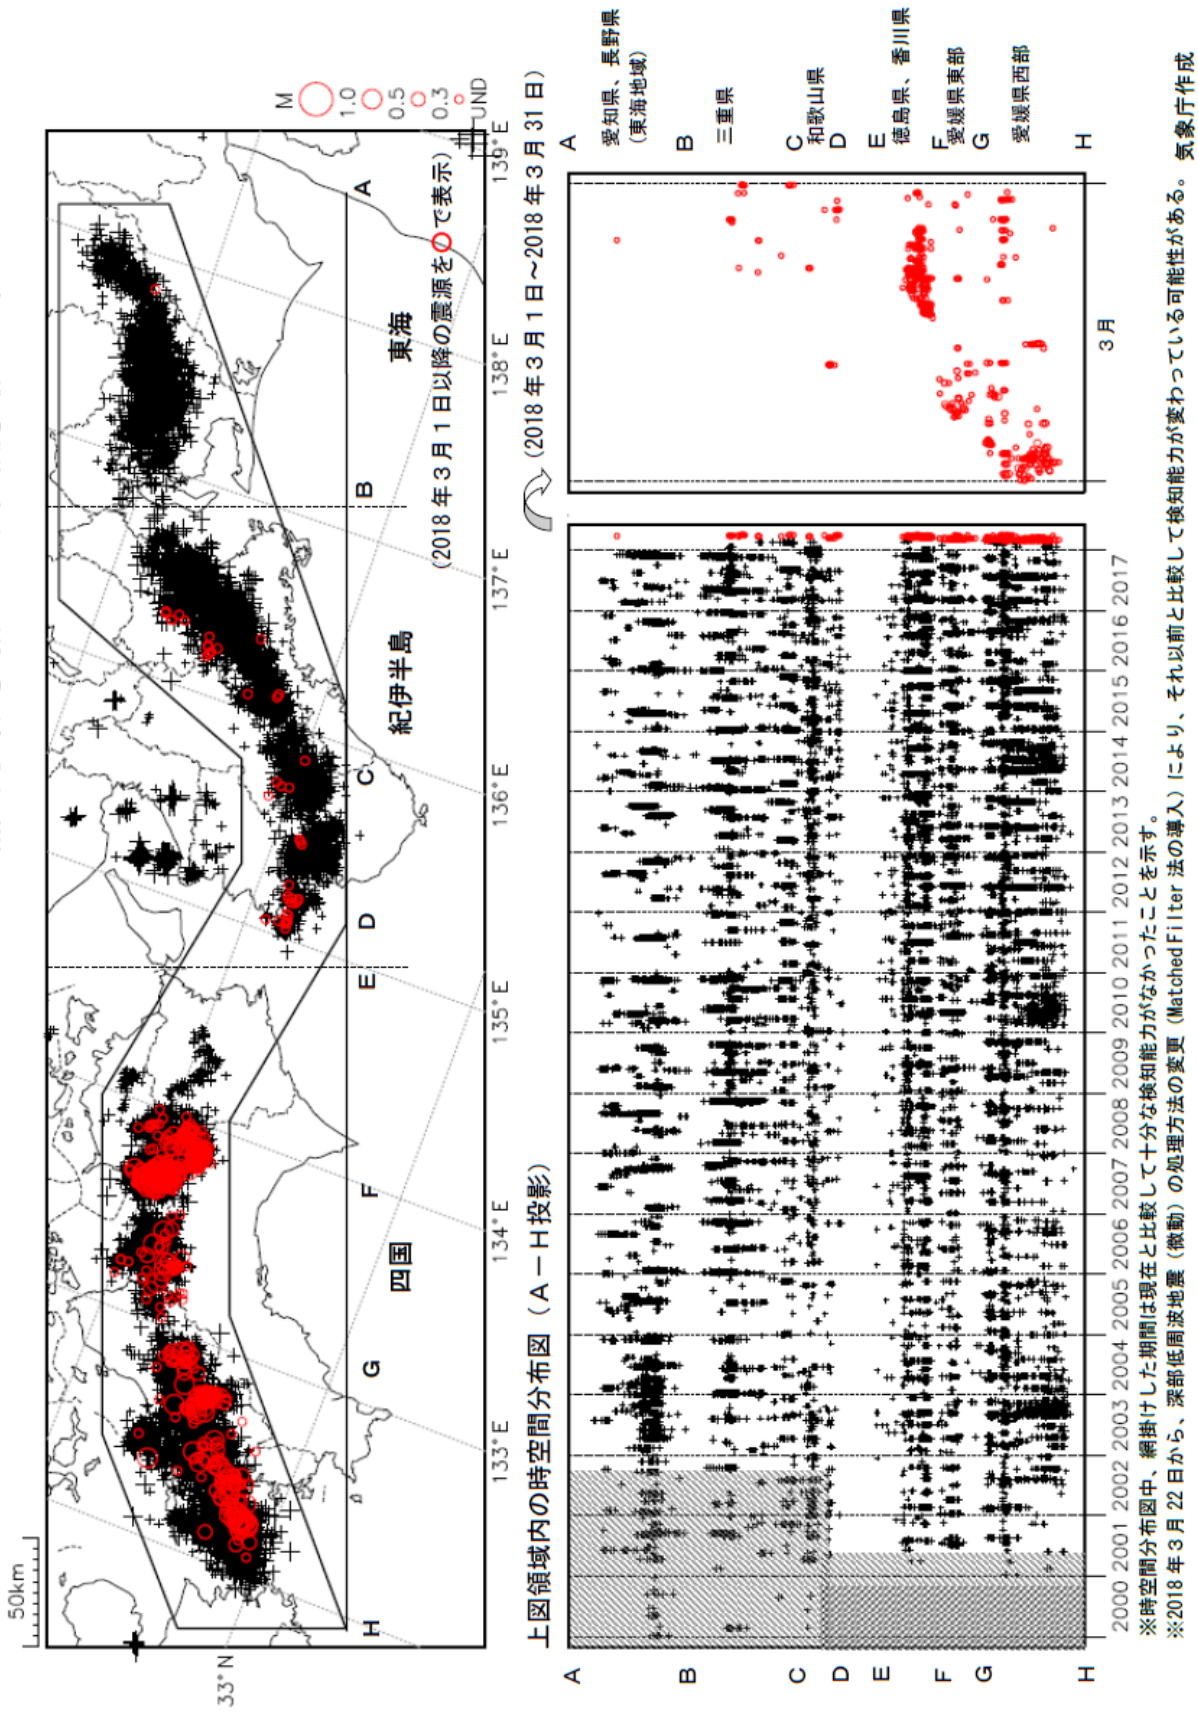 50km
33°N
133°E
134°E
135°E
136°E
137°E
138°E
139°E
H
G
F
E
D
C
B
A
四国
紀伊半島
東海
(2018年3月1日以降の震源を○で表示)
M
1.0
0.5
0.3
UND
上図領域内の時空間分布図（A－H投影）
(2018年3月1日～2018年3月31日)
A
B
C
D
E
F
G
H
2000 2001 2002 2003 2004 2005 2006 2007 2008 2009 2010 2011 2012 2013 2014 2015 2016 2017
3月
A
愛知県、長野県
(東海地域)
B
三重県
C
和歌山県
D
E
徳島県、香川県
F
愛媛県東部
G
愛媛県西部
H
※時空間分布図中、網掛けした期間は現在と比較して十分な検知能力がなかったことを示す。
※2018年3月22日から、深部低周波地震（微動）の処理方法の変更（MatchedFilter法の導入）により、それ以前と比較して検知能力が変わっている可能性がある。
気象庁作成